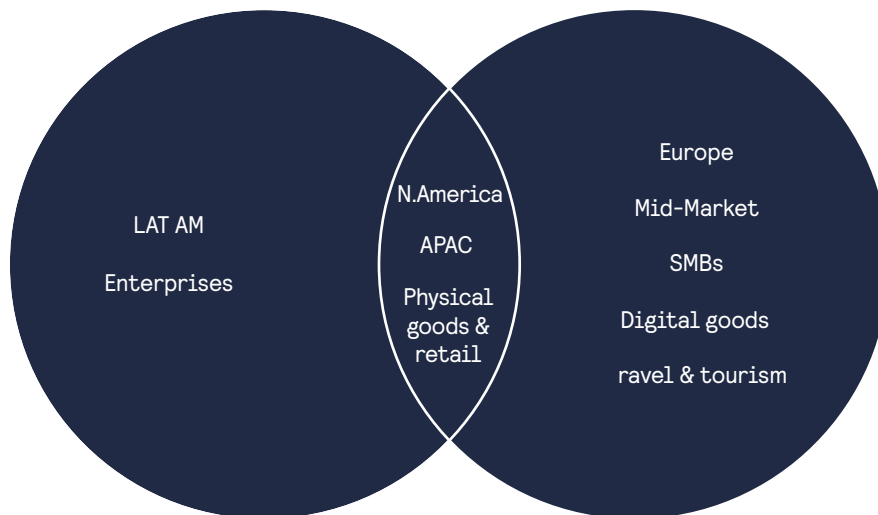 LAT AM
Enterprises
N.America
APAC
Physical
goods &
retail
Europe
Mid-Market
SMBs
Digital goods
ravel & tourism